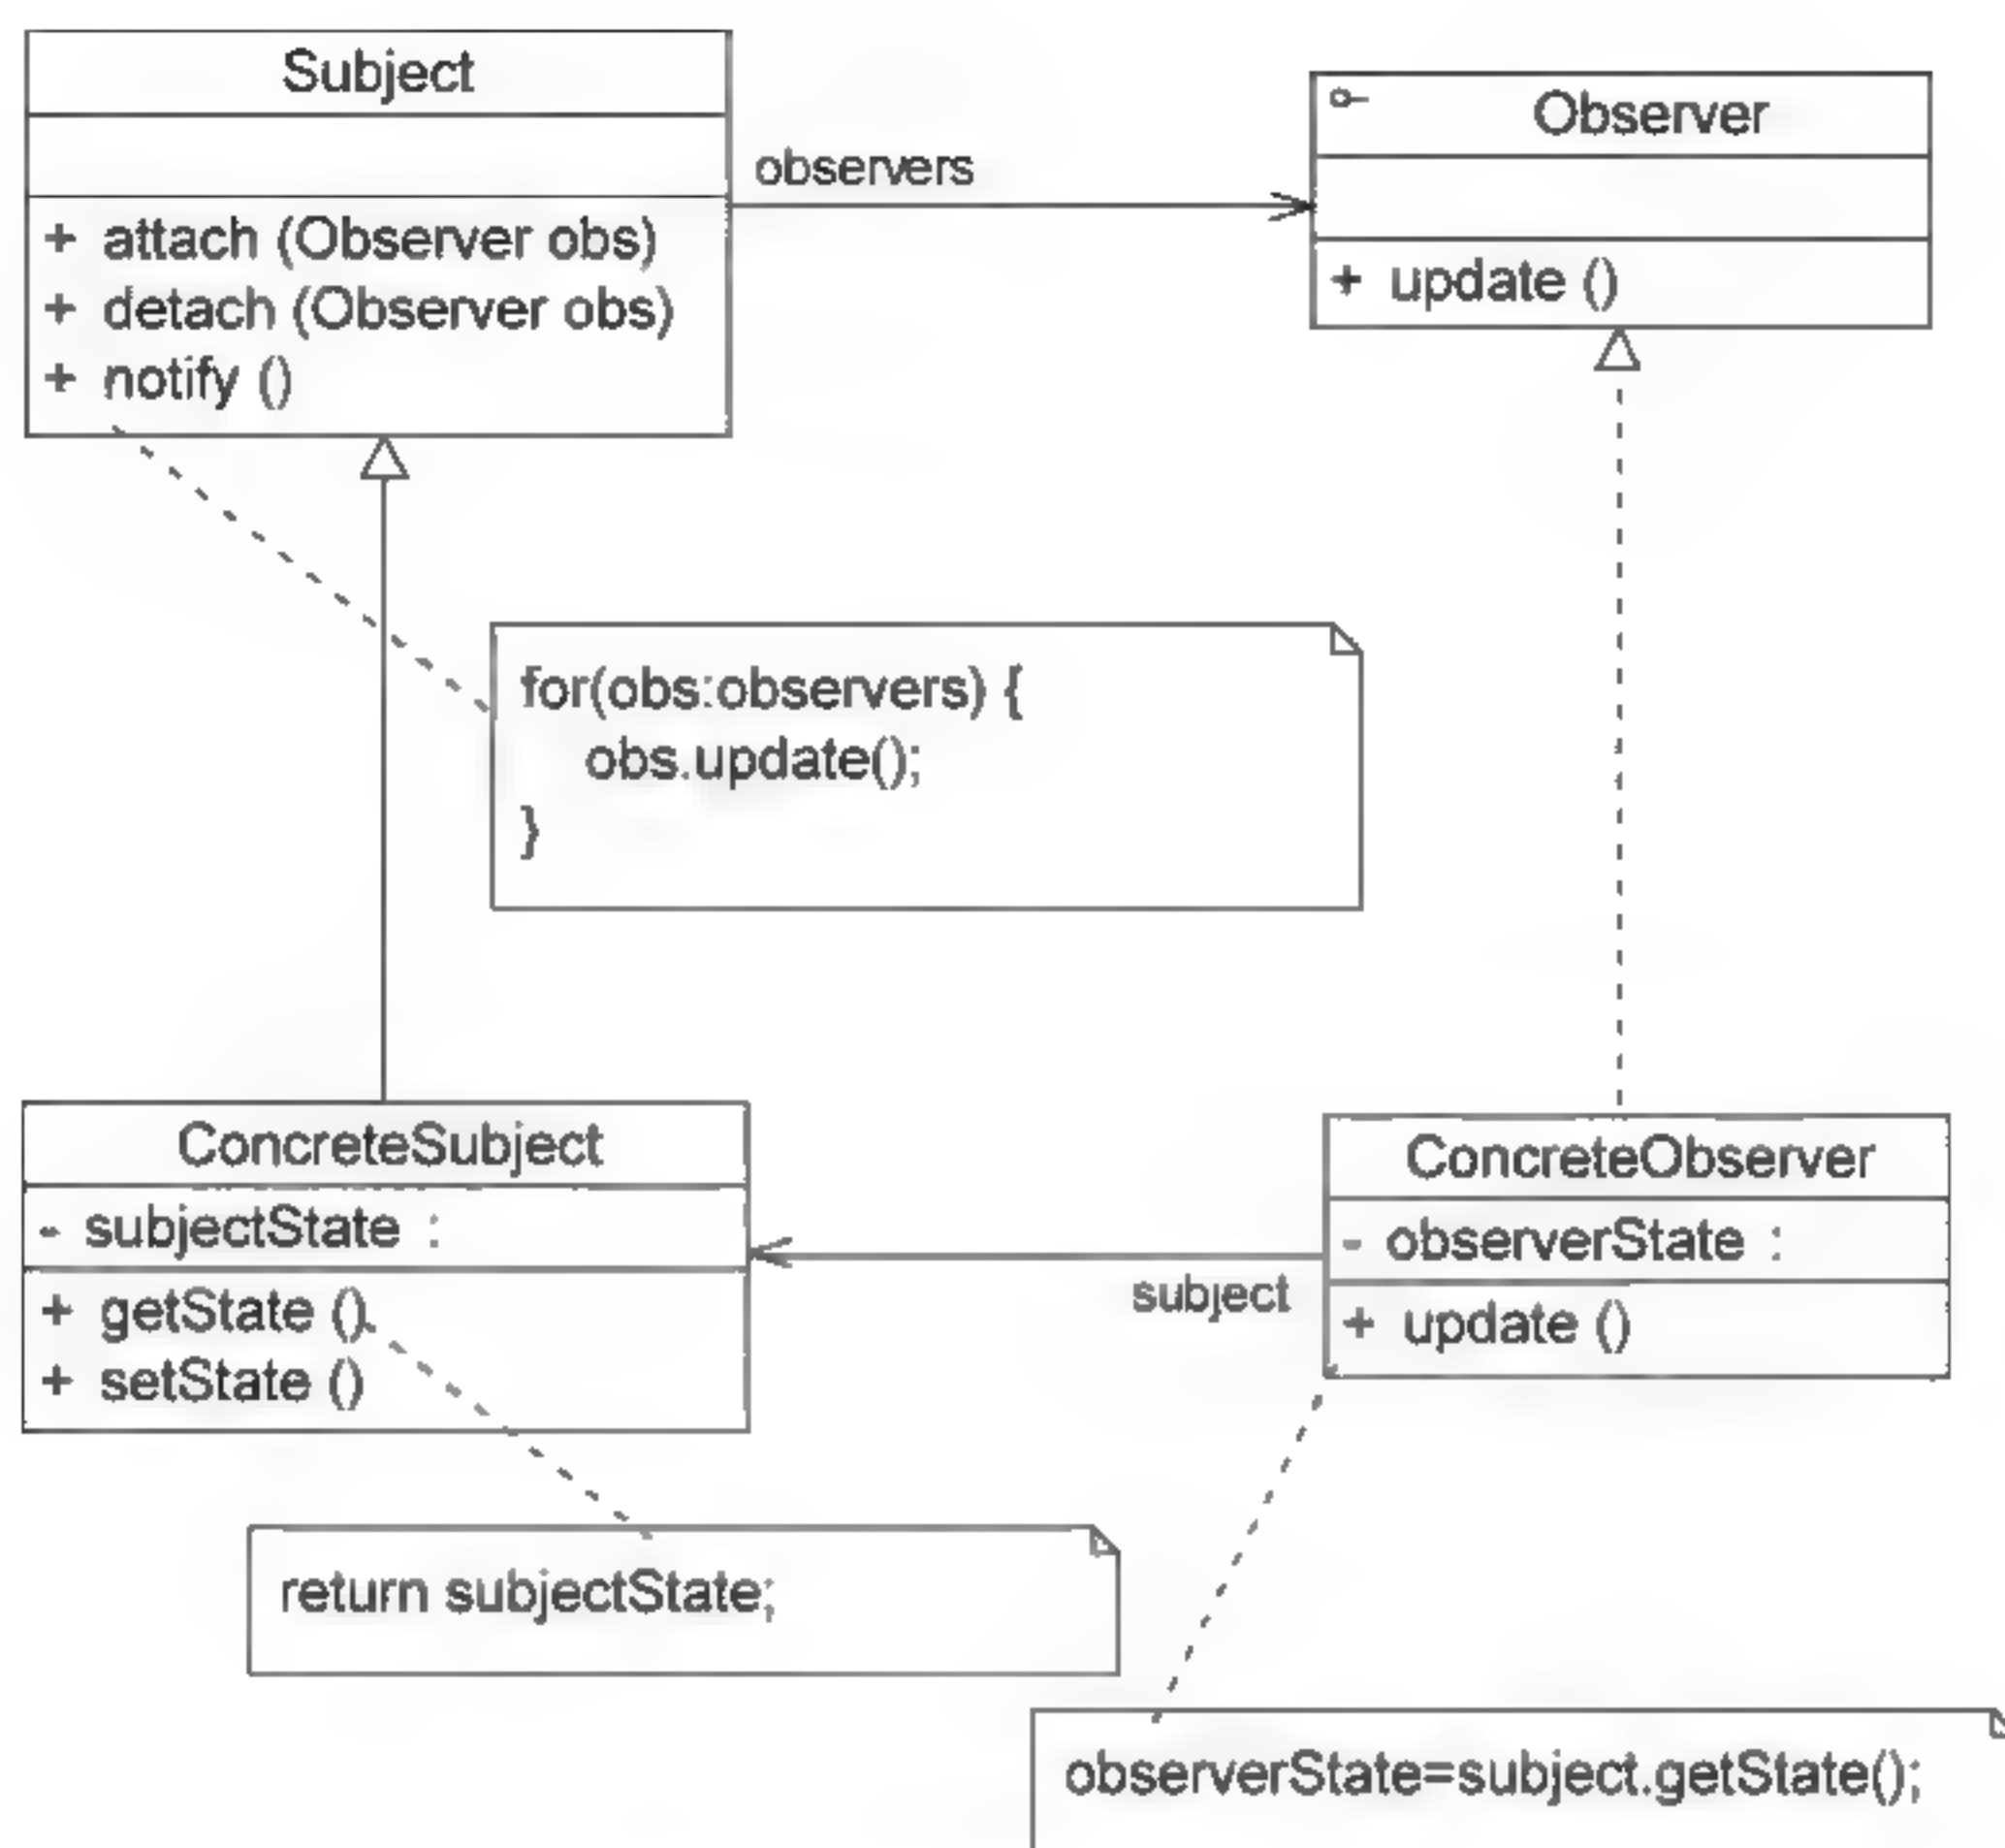 Subject
+ attach (Observer obs)
+ detach (Observer obs)
+ notify ()
observers
Observer
+ update ()
for(obs:observers) {
obs.update();
}
ConcreteSubject
- subjectState :
+ getState ()
+ setState ()
subject
ConcreteObserver
- observerState :
+ update ()
return subjectState;
observerState=subject.getState();